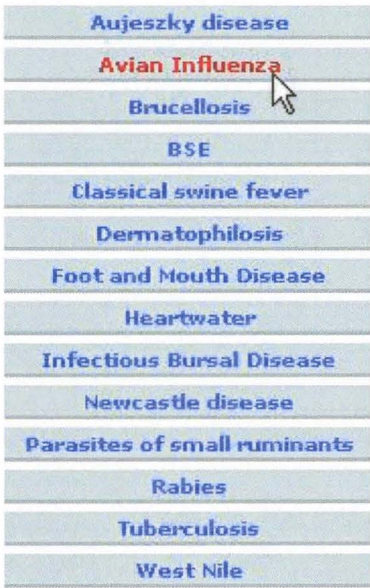 Aujeszky disease
Avian Influenza
Brucellosis
BSE
Classical swine fever
Dermatophilosis
Foot and Mouth Disease
Heartwater
Infectious Bursal Disease
Newcastle disease
Parasites of small ruminants
Rabies
Tuberculosis
West Nile